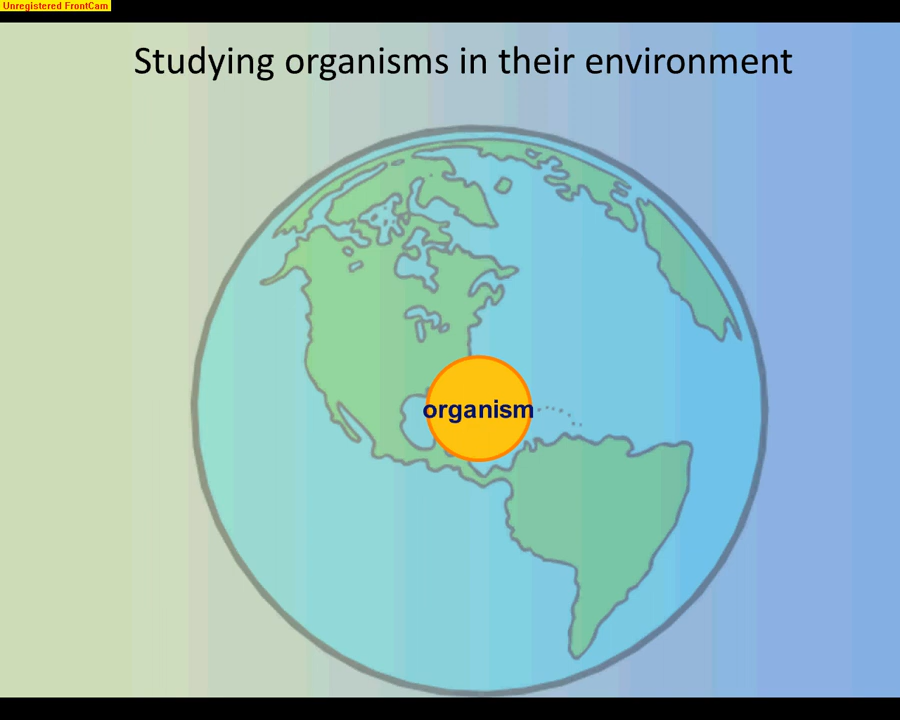 Unregistered FrontCam
Studying organisms in their environment
organism